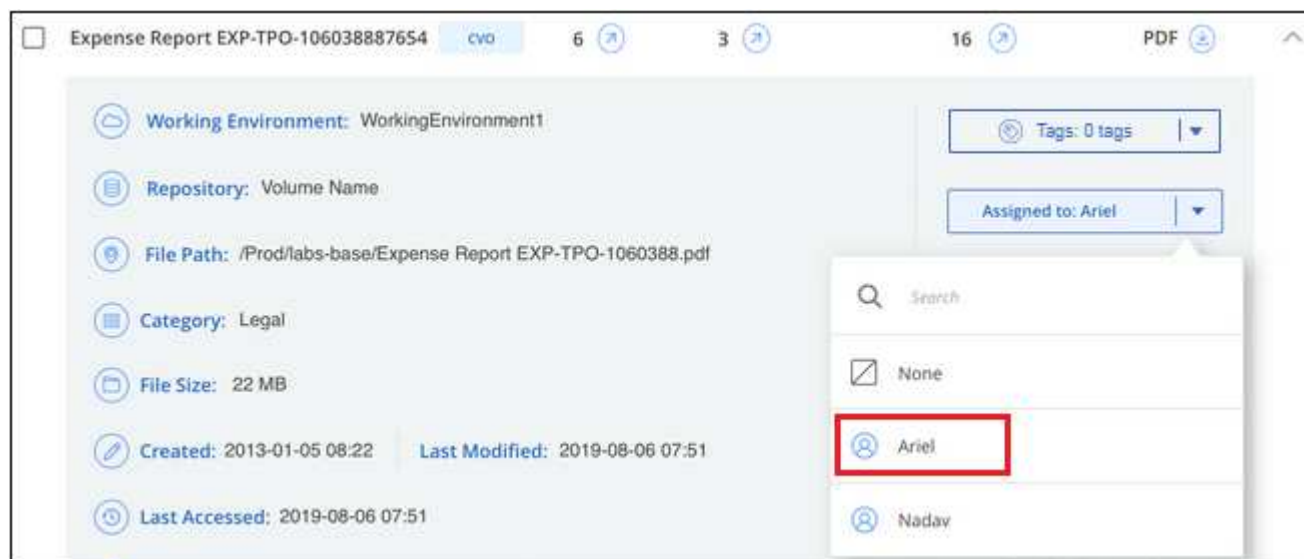 Expense Report EXP-TPO-106038887654 CVO 6 3 16 PDF
Working Environment: WorkingEnvironment1
Tags: 0 tags
Repository: Volume Name
Assigned to: Ariel
File Path: /Prod/labs-base/Expense Report EXP-TPO-1060388.pdf
Search
Category: Legal
None
File Size: 22 MB
Ariel
Created: 2013-01-05 08:22 Last Modified: 2019-08-06 07:51
Last Accessed: 2019-08-06 07:51
Nadav